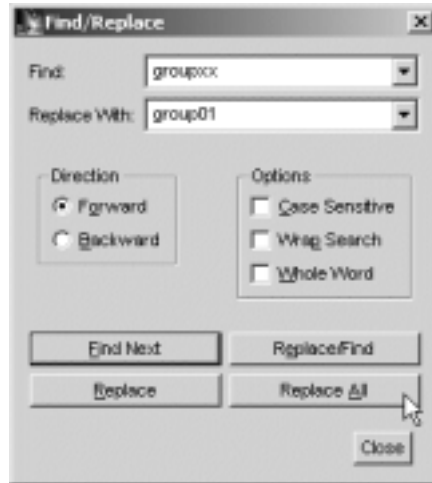 Find/Replace
Find: groupxx
Replace With: group01
Direction
Forward
Backward
Options
Case Sensitive
Wrap Search
Whole Word
Find Next
Replace/Find
Replace
Replace All
Close